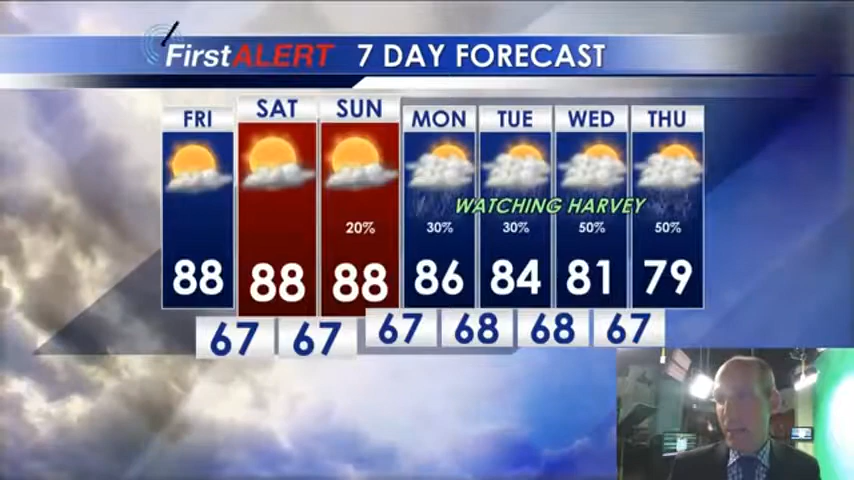 FirstALERT 7 DAY FORECAST
FRI SAT SUN MON TUE WED THU
WATCHING HARVEY
20% 30% 30% 50% 50%
88 88 88 86 84 81 79
67 67 67 68 68 67